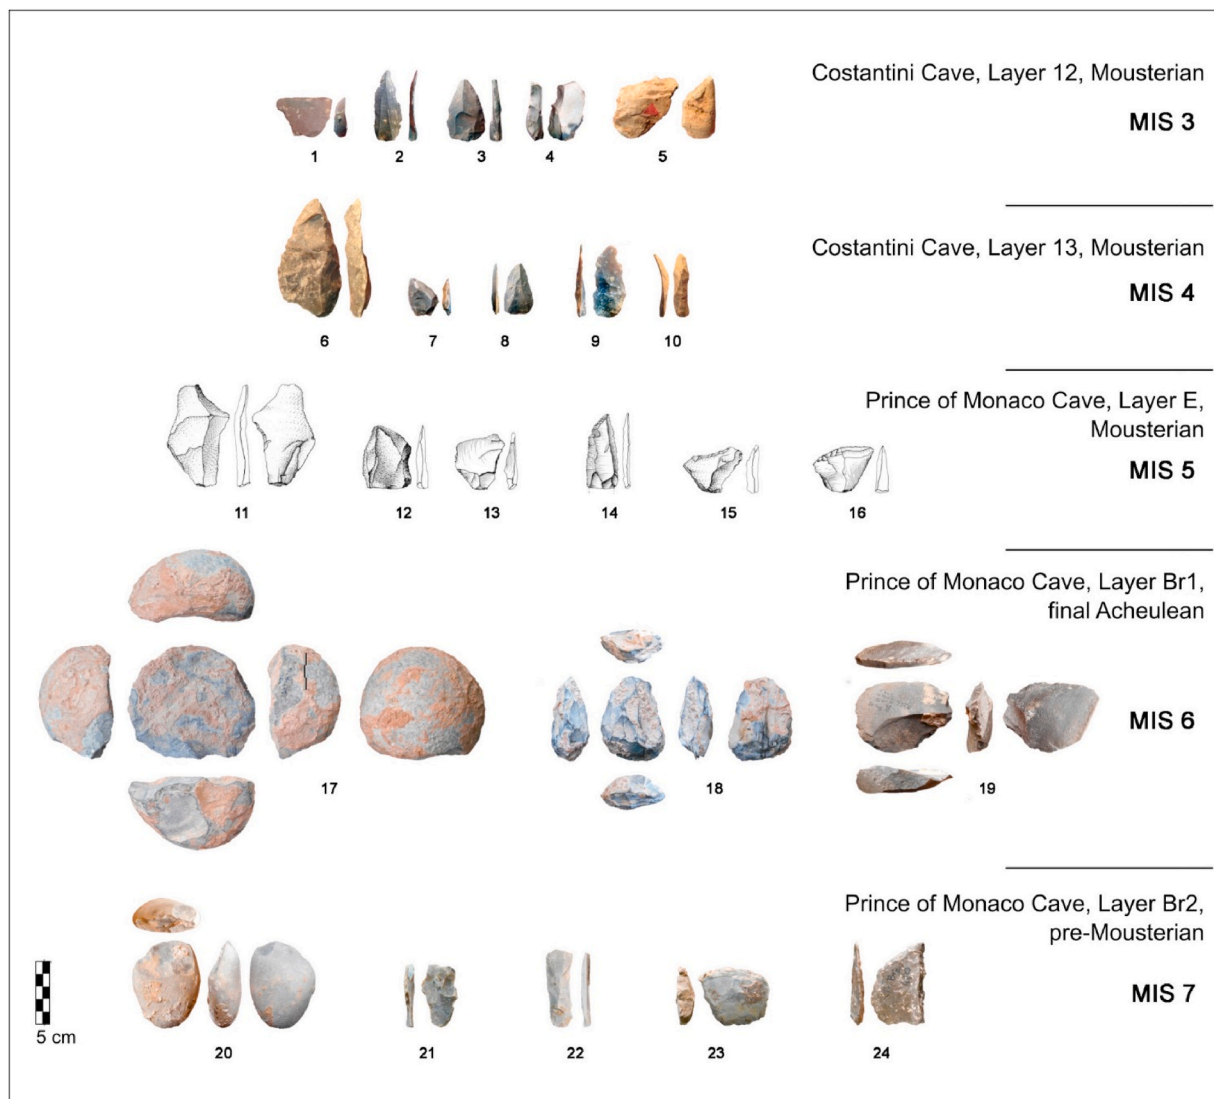 Costantini Cave, Layer 12, Mousterian
MIS 3
1 2 3 4 5
Costantini Cave, Layer 13, Mousterian
MIS 4
6 7 8 9 10
Prince of Monaco Cave, Layer E,
Mousterian
MIS 5
11 12 13 14 15 16
Prince of Monaco Cave, Layer Br1,
final Acheulean
MIS 6
17 18 19
Prince of Monaco Cave, Layer Br2,
pre-Mousterian
MIS 7
5 cm
20 21 22 23 24